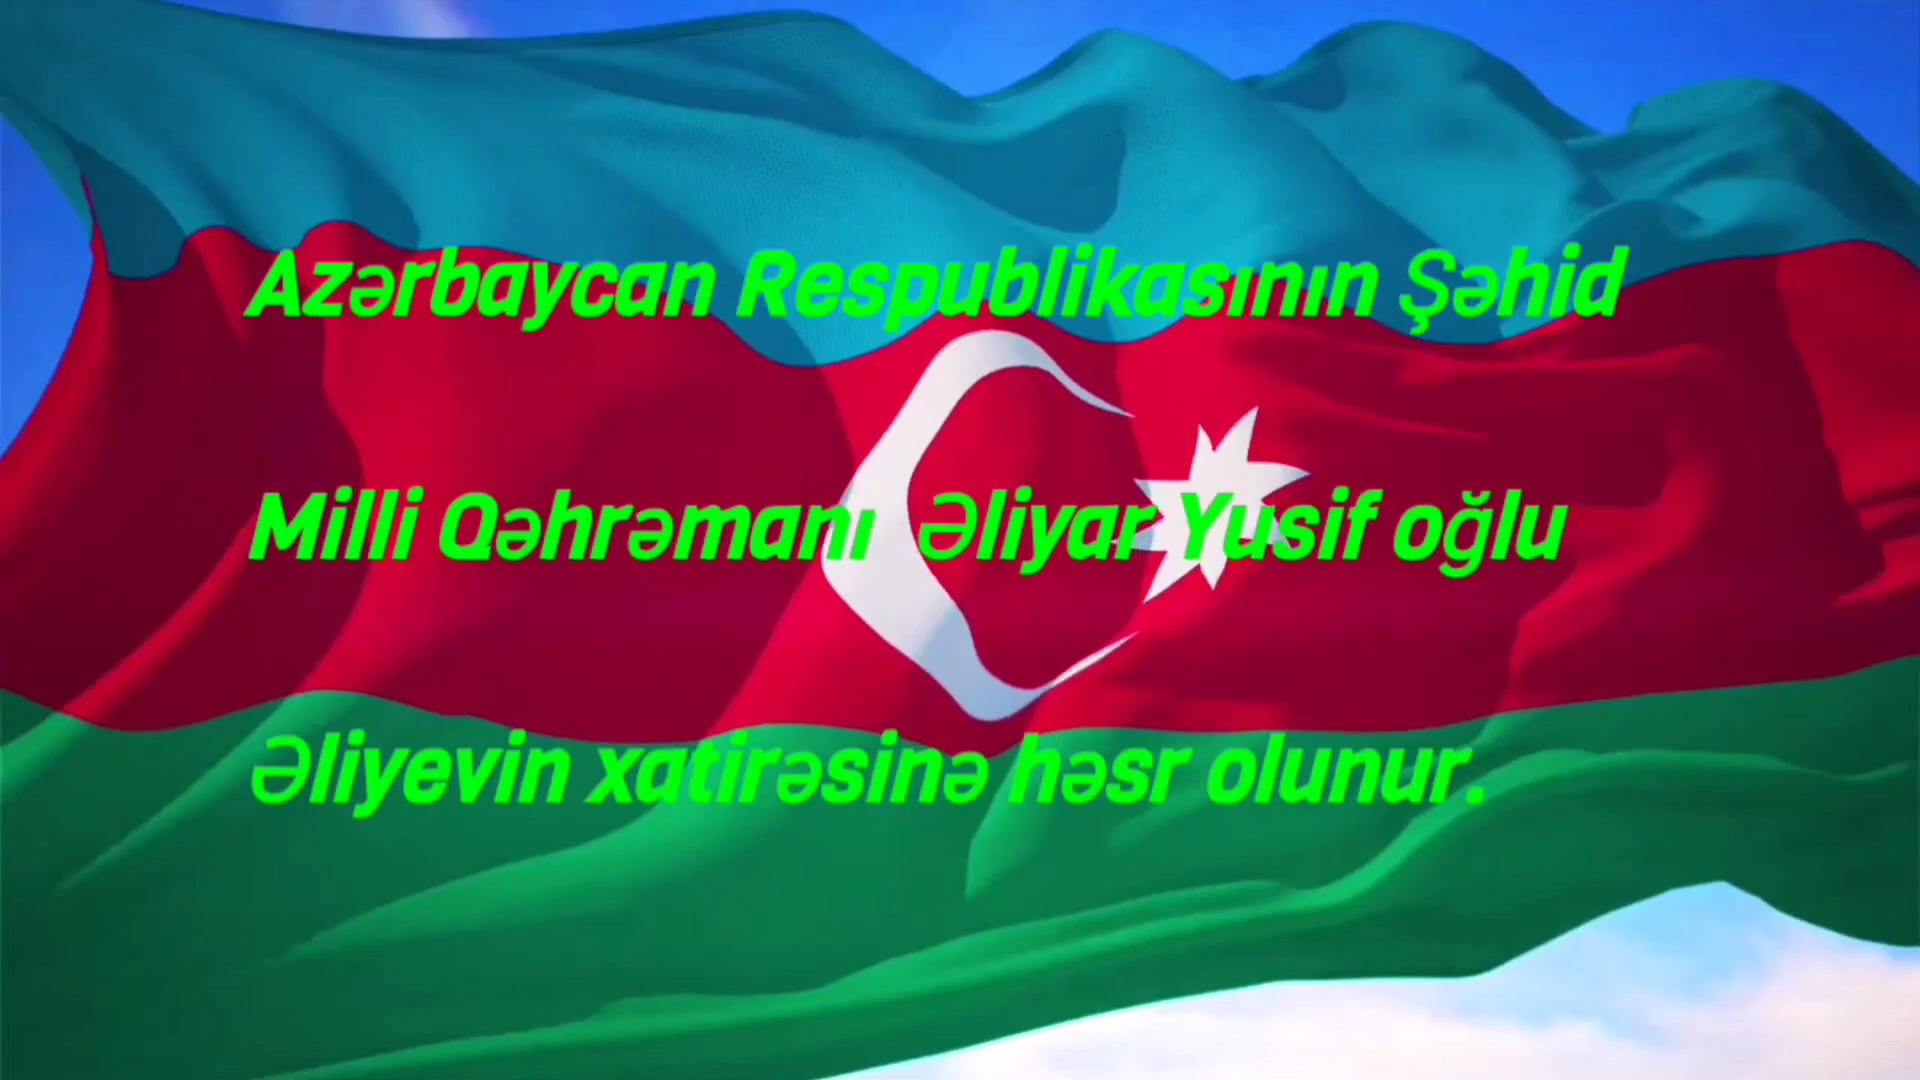 Azərbaycan Respublikasının Şəhid
Milli Qəhrəmanı Əliyar Yusif oğlu
Əliyevin xatirəsinə həsr olunur.